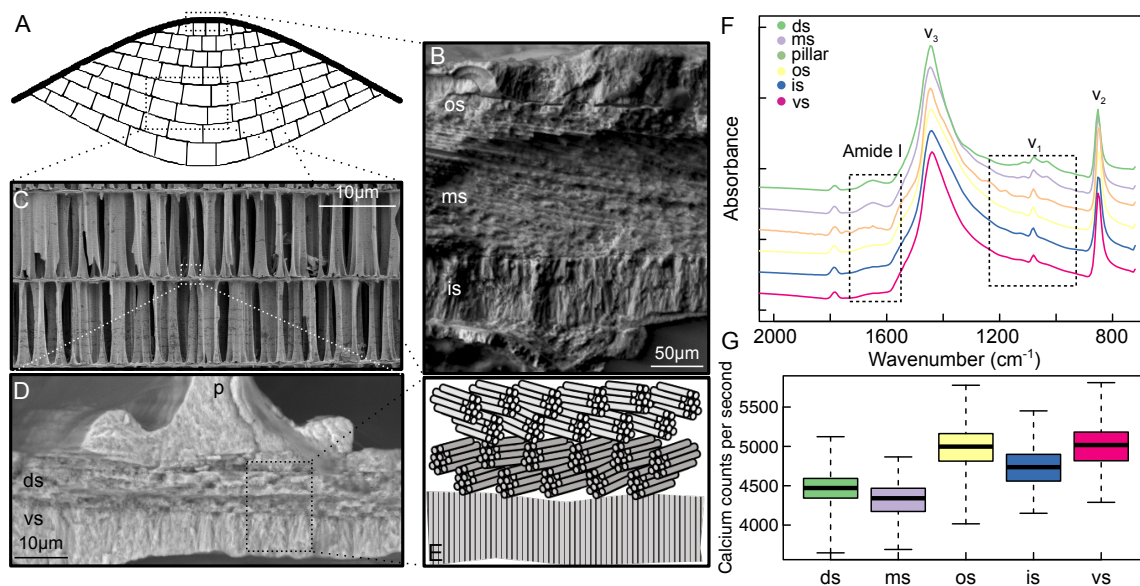 A
B
os
ms
is
50µm
C
10µm
D
p
ds
vs
10µm
E
F
ds
ms
pillar
os
is
vs
v3
v2
v1
Amide I
Absorbance
2000 1600 1200 800
Wavenumber (cm-1)
G
Calcium counts per second
5500
5000
4500
4000
ds ms os is vs